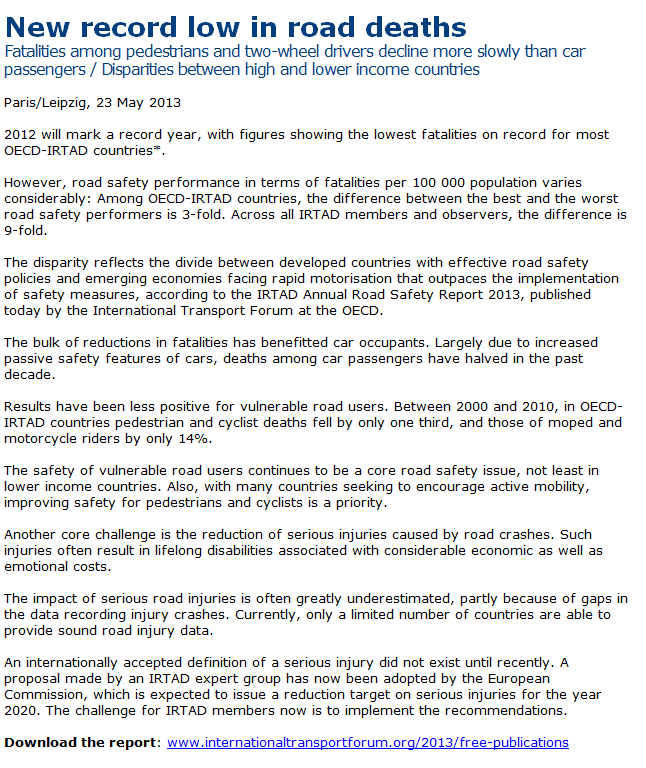 New record low in road deaths
Fatalities among pedestrians and two-wheel drivers decline more slowly than car
passengers / Disparities between high and lower income countries
Paris/Leipzig, 23 May 2013
2012 will mark a record year, with figures showing the lowest fatalities on record for most
OECD-IRTAD countries*.
However, road safety performance in terms of fatalities per 100 000 population varies
considerably: Among OECD-IRTAD countries, the difference between the best and the worst
road safety performers is 3-fold. Across all IRTAD members and observers, the difference is
9-fold.
The disparity reflects the divide between developed countries with effective road safety
policies and emerging economies facing rapid motorisation that outpaces the implementation
of safety measures, according to the IRTAD Annual Road Safety Report 2013, published
today by the International Transport Forum at the OECD.
The bulk of reductions in fatalities has benefitted car occupants. Largely due to increased
passive safety features of cars, deaths among car passengers have halved in the past
decade.
Results have been less positive for vulnerable road users. Between 2000 and 2010, in OECD-
IRTAD countries pedestrian and cyclist deaths fell by only one third, and those of moped and
motorcycle riders by only 14%.
The safety of vulnerable road users continues to be a core road safety issue, not least in
lower income countries. Also, with many countries seeking to encourage active mobility,
improving safety for pedestrians and cyclists is a priority.
Another core challenge is the reduction of serious injuries caused by road crashes. Such
injuries often result in lifelong disabilities associated with considerable economic as well as
emotional costs.
The impact of serious road injuries is often greatly underestimated, partly because of gaps in
the data recording injury crashes. Currently, only a limited number of countries are able to
provide sound road injury data.
An internationally accepted definition of a serious injury did not exist until recently. A
proposal made by an IRTAD expert group has now been adopted by the European
Commission, which is expected to issue a reduction target on serious injuries for the year
2020. The challenge for IRTAD members now is to implement the recommendations.
Download the report: www.internationaltransportforum.org/2013/free-publications